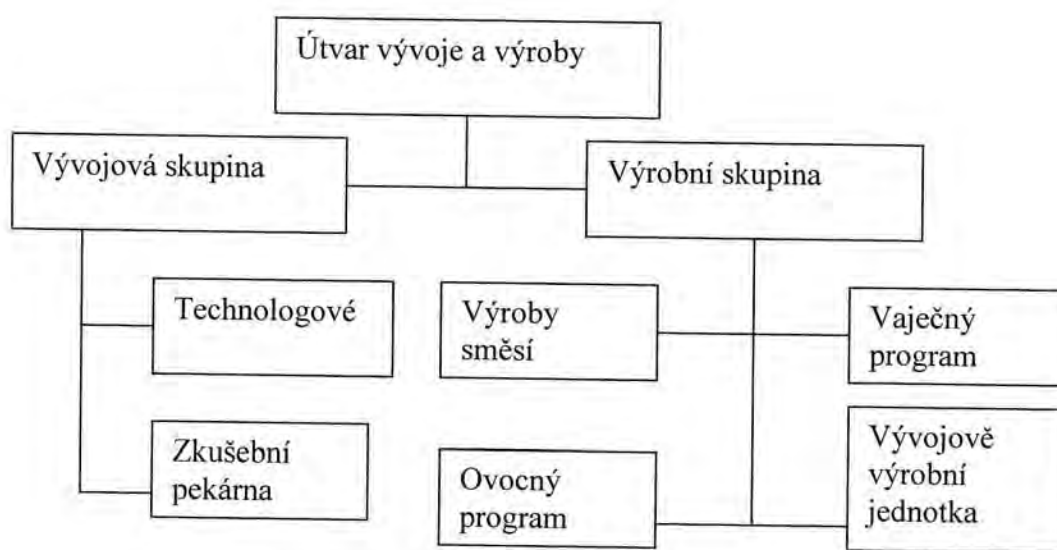 Útvar vývoje a výroby
Vývojová skupina
Výrobní skupina
Technologové
Výroby
směsí
Vaječný
program
Zkušební
pekárna
Ovocný
program
Vývojově
výrobní
jednotka